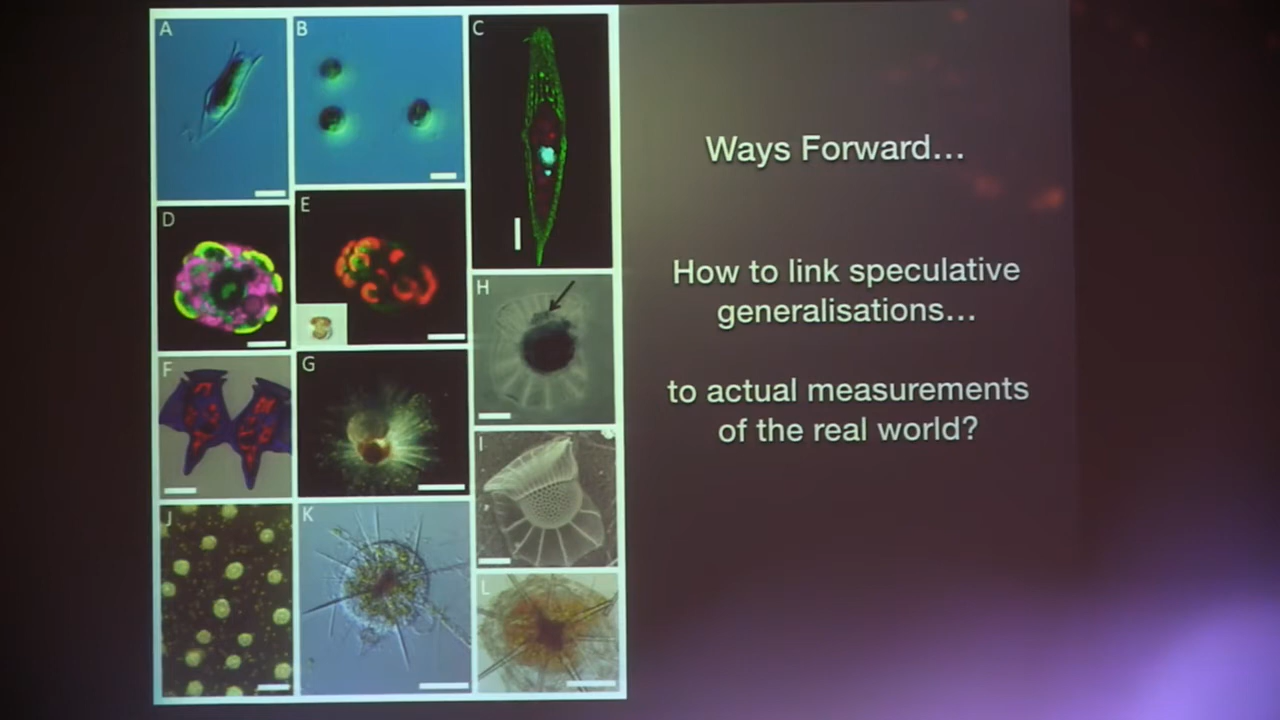 A
B
C
D
E
F
G
H
I
J
K
L
Ways Forward...
How to link speculative
generalisations...
to actual measurements
of the real world?